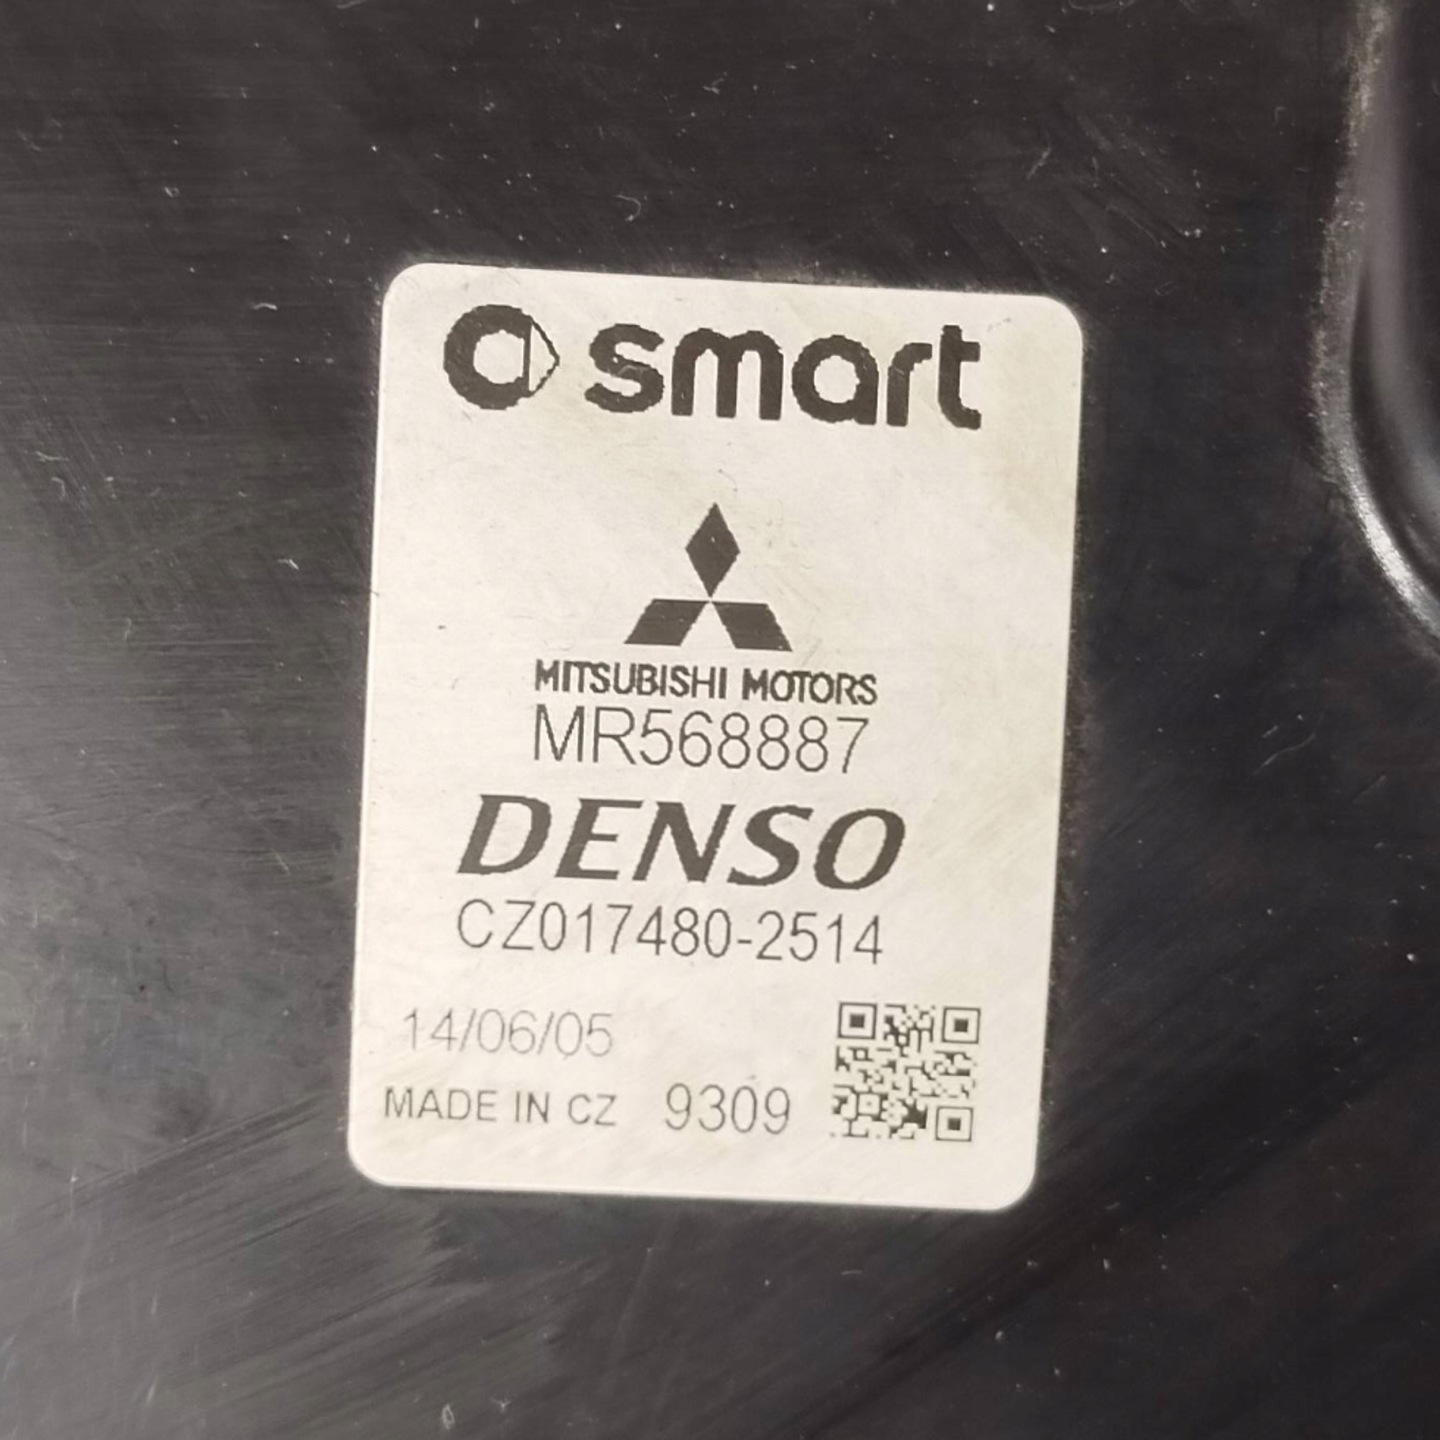 smart
MITSUBISHI MOTORS
MR568887
DENSO
CZ017480-2514
14/06/05
MADE IN CZ 9309